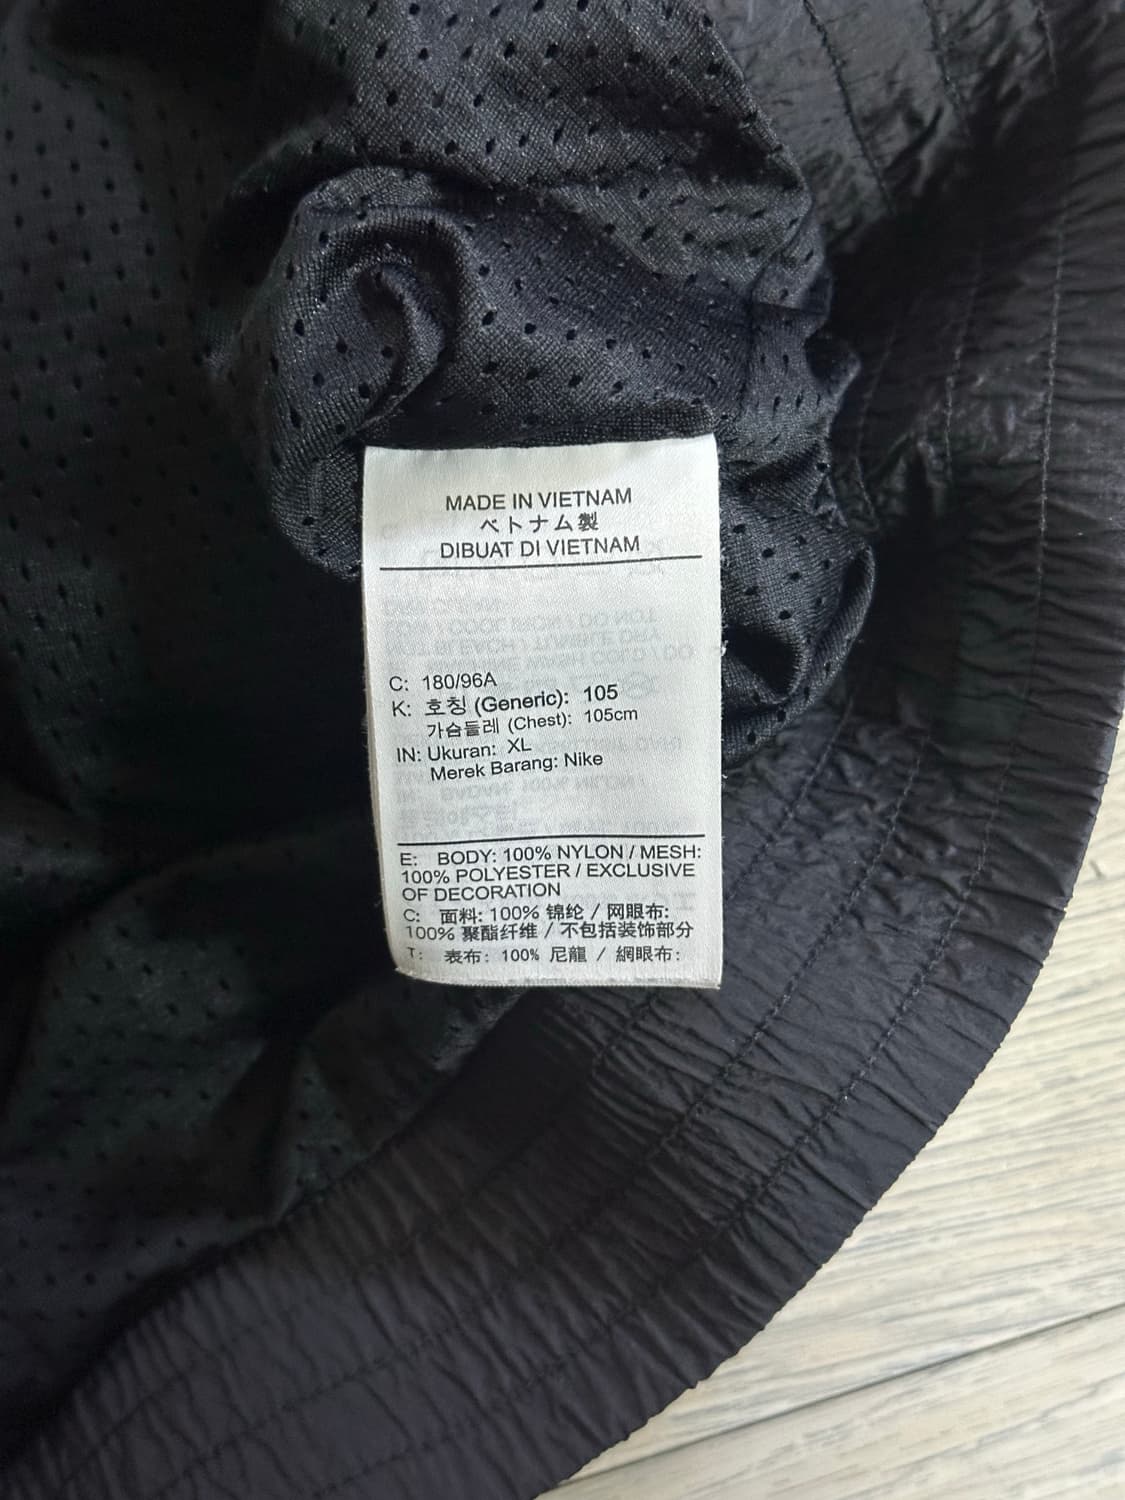 MADE IN VIETNAM
ベトナム製
DIBUAT DI VIETNAM
C: 180/96A
K: 호칭 (Generic): 105
가슴둘레 (Chest): 105cm
IN: Ukuran: XL
Merek Barang: Nike
E: BODY: 100% NYLON / MESH:
100% POLYESTER / EXCLUSIVE
OF DECORATION
C: 面料: 100% 锦纶 / 网眼布:
100% 聚酯纤维 / 不包括装饰部分
T: 表布: 100% 尼龍 / 網眼布: